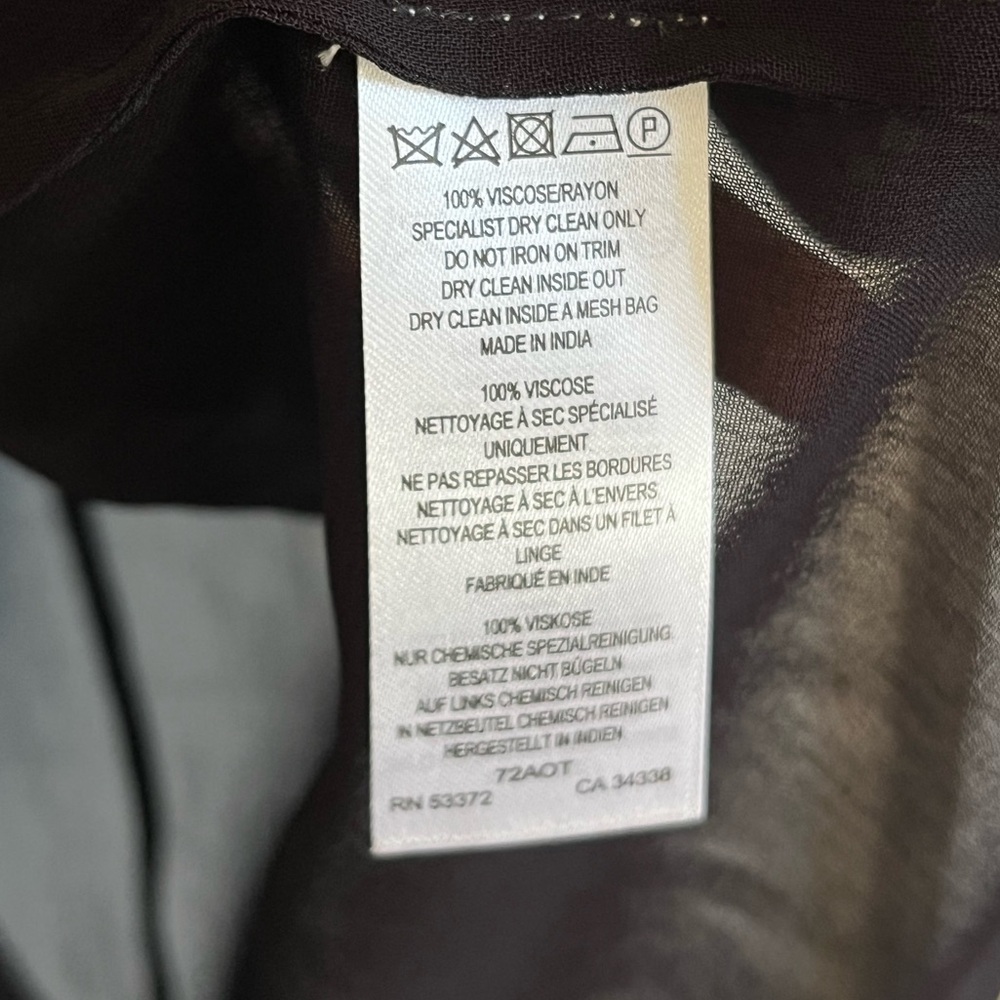 P
100% VISCOSE/RAYON
SPECIALIST DRY CLEAN ONLY
DO NOT IRON ON TRIM
DRY CLEAN INSIDE OUT
DRY CLEAN INSIDE A MESH BAG
MADE IN INDIA
100% VISCOSE
NETTOYAGE À SEC SPÉCIALISÉ
UNIQUEMENT.
NE PAS REPASSER LES BORDURES
NETTOYAGE À SEC À L'ENVERS
NETTOYAGE À SEC DANS UN FILET À
LINGE
FABRIQUÉ EN INDE
100% VISKOSE
NUR CHEMISCHE SPEZIALREINIGUNG.
BESATZ NICHT BÜGELN
AUF LINKS CHEMISCH REINIGEN
IN NETZBEUTEL CHEMISCH REINIGEN
HERGESTELLT IN INDIEN
72AOT
RN 53372 CA 34338